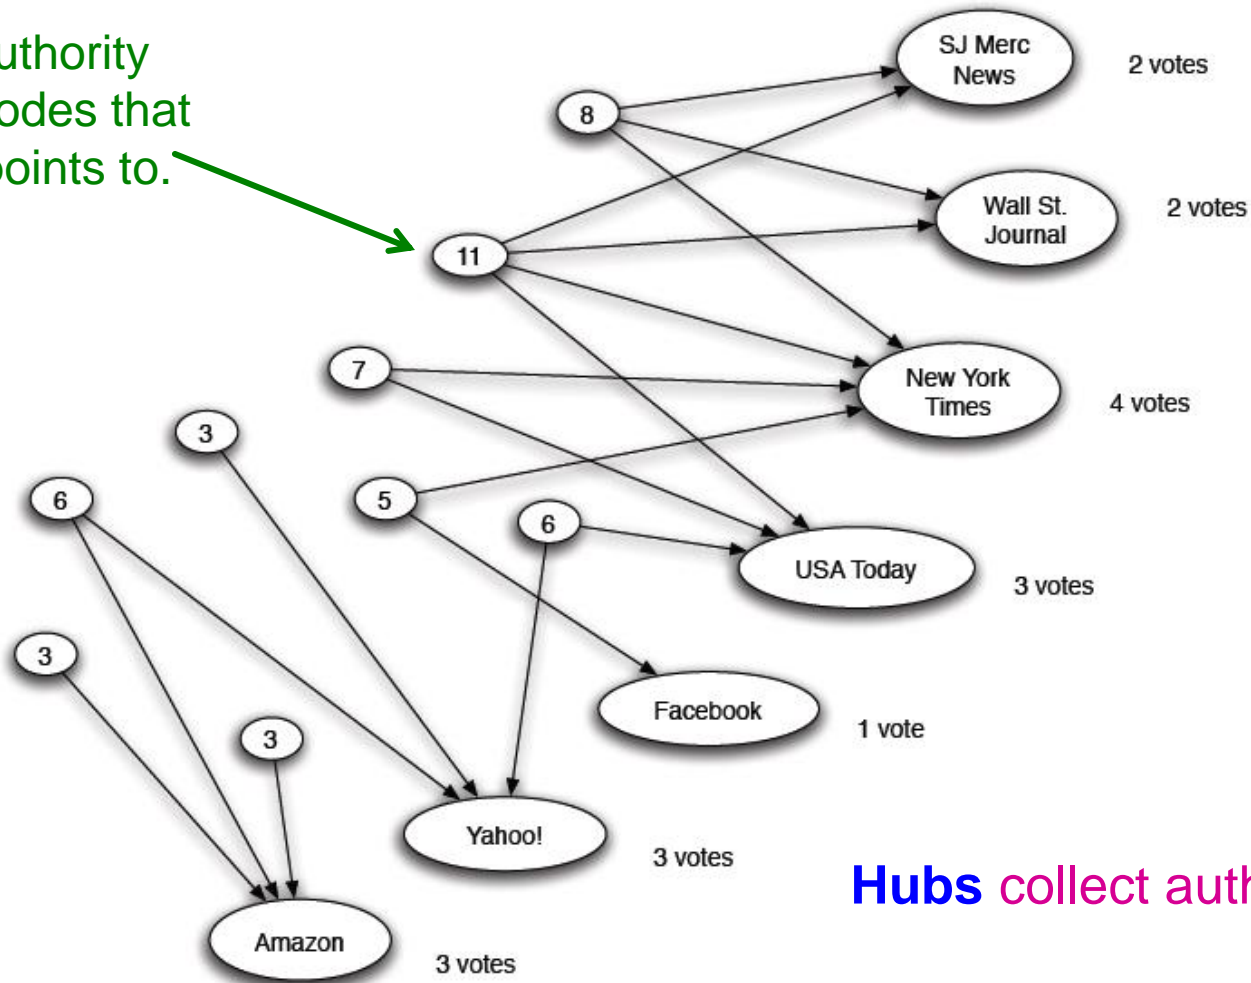 uthority
odes that
points to.
SJ Merc
News
2 votes
8
Wall St.
Journal
2 votes
11
7
New York
Times
4 votes
3
6
5
6
USA Today
3 votes
3
Facebook
1 vote
3
Yahoo!
3 votes
Hubs collect auth
Amazon
3 votes